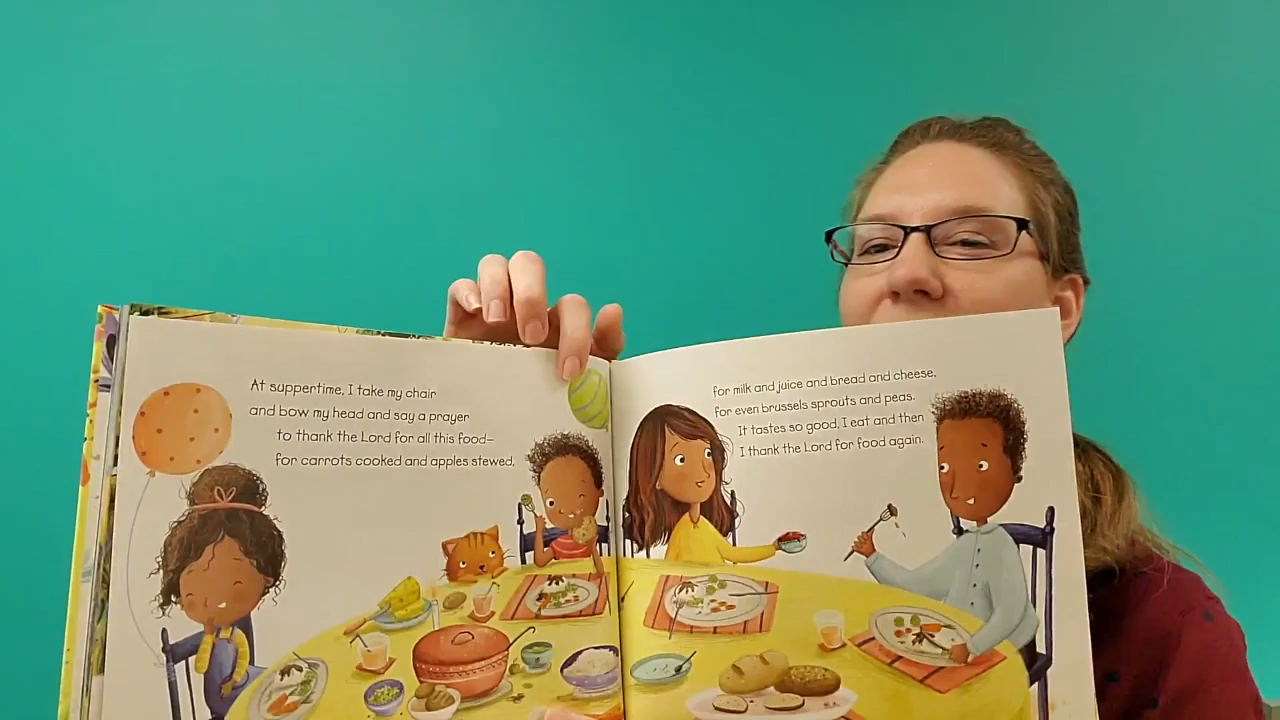 At suppertime, I take my chair
and bow my head and say a prayer
to thank the Lord for all this food—
for carrots cooked and apples stewed,
for milk and juice and bread and cheese,
for even brussels sprouts and peas.
It tastes so good, I eat and then
I thank the Lord for food again.